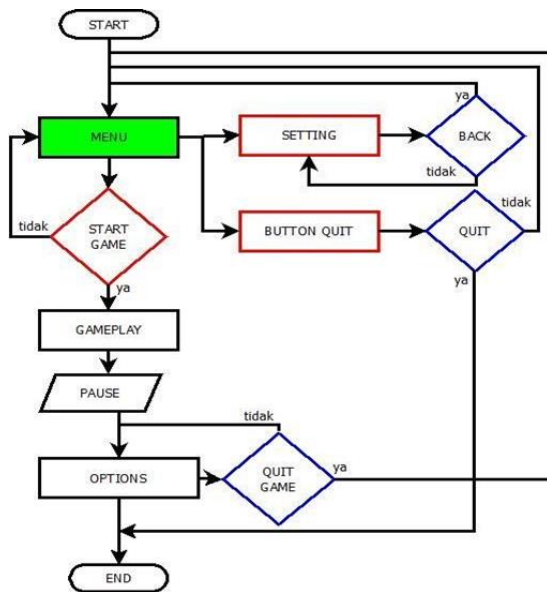 START
MENU
SETTING
ya
BACK
tidak
tidak
START
GAME
BUTTON QUIT
tidak
QUIT
ya
ya
GAMEPLAY
PAUSE
tidak
OPTIONS
QUIT
GAME
ya
END